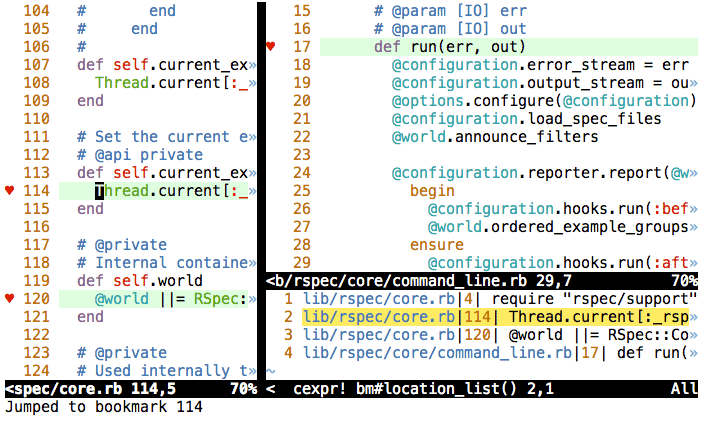 104 # end
105 # end
106 #
107 def self.current_ex»
108 Thread.current[:_»
109 end
110
111 # Set the current e»
112 # @api private
113 def self.current_ex»
♥ 114 Thread.current[:_»
115 end
116
117 # @private
118 # Internal containe»
119 def self.world
♥ 120 @world ||= RSpec:»
121 end
122
123 # @private
124 # Used internally t»
<spec/core.rb 114,5 70%
15 # @param [IO] err
16 # @param [IO] out
♥ 17 def run(err, out)
18 @configuration.error_stream = err
19 @configuration.output_stream = ou»
20 @options.configure(@configuration)
21 @configuration.load_spec_files
22 @world.announce_filters
23
24 @configuration.reporter.report(@w»
25 begin
26 @configuration.hooks.run(:bef»
27 @world.ordered_example_groups»
28 ensure
29 @configuration.hooks.run(:aft»
<b/rspec/core/command_line.rb 29,7 70%
1 lib/rspec/core.rb|4| require "rspec/support"
2 lib/rspec/core.rb|114| Thread.current[:_rsp»
3 lib/rspec/core.rb|120| @world ||= RSpec::Co»
4 lib/rspec/core/command_line.rb|17| def run(»
~
< cexpr! bm#location_list() 2,1 All
Jumped to bookmark 114